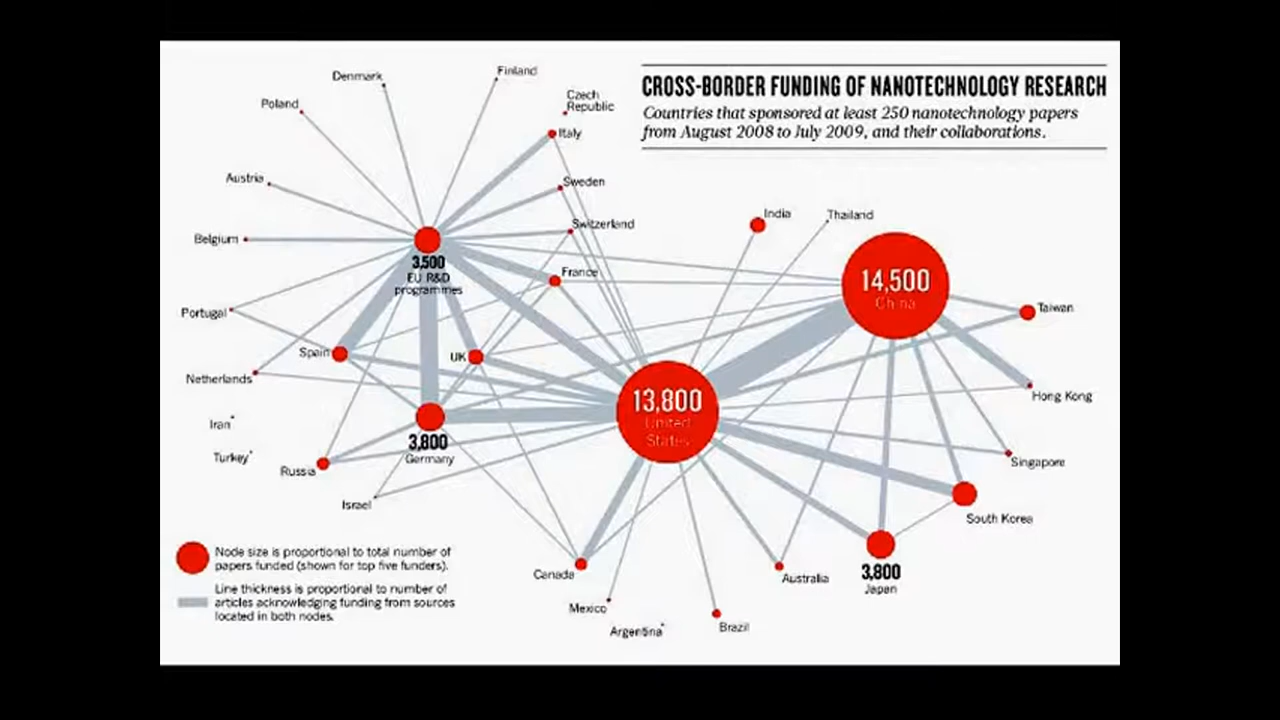 CROSS-BORDER FUNDING OF NANOTECHNOLOGY RESEARCH
Countries that sponsored at least 250 nanotechnology papers
from August 2008 to July 2009, and their collaborations.
Denmark
Finland
Poland
Czech
Republic
Italy
Austria
Sweden
India
Thailand
Switzerland
Belgium
3,500
EU R&D
programmes
France
14,500
China
Portugal
Taiwan
Spain
UK
Netherlands
13,800
United
States
Hong Kong
Iran*
3,800
Germany
Turkey*
Russia
Singapore
Israel
South Korea
Canada
Australia
3,800
Japan
Mexico
Argentina*
Brazil
Node size is proportional to total number of
papers funded (shown for top five funders).
Line thickness is proportional to number of
articles acknowledging funding from sources
located in both nodes.